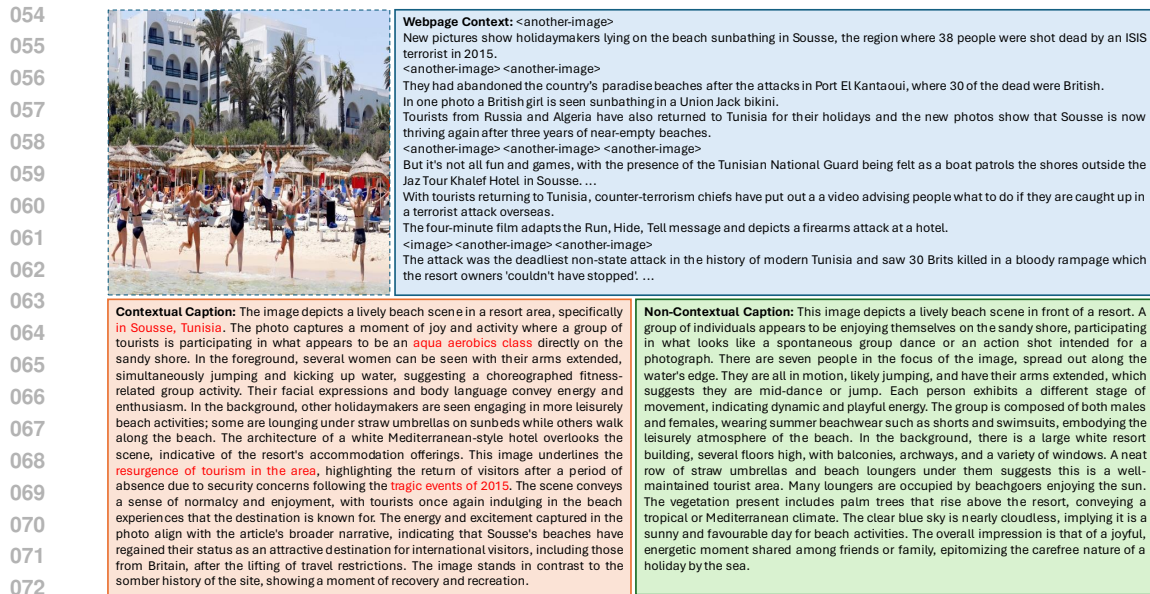 054
055
056
057
058
059
060
061
062
063
064
065
066
067
068
069
070
071
072
Webpage Context: <another-image>
New pictures show holidaymakers lying on the beach sunbathing in Sousse, the region where 38 people were shot dead by an ISIS
terrorist in 2015.
<another-image> <another-image>
They had abandoned the country's paradise beaches after the attacks in Port El Kantaoui, where 30 of the dead were British.
In one photo a British girl is seen sunbathing in a Union Jack bikini.
Tourists from Russia and Algeria have also returned to Tunisia for their holidays and the new photos show that Sousse is now
thriving again after three years of near-empty beaches.
<another-image> <another-image> <another-image>
But it's not all fun and games, with the presence of the Tunisian National Guard being felt as a boat patrols the shores outside the
Jaz Tour Khalef Hotel in Sousse. ...
With tourists returning to Tunisia, counter-terrorism chiefs have put out a a video advising people what to do if they are caught up in
a terrorist attack overseas.
The four-minute film adapts the Run, Hide, Tell message and depicts a firearms attack at a hotel.
<image> <another-image> <another-image>
The attack was the deadliest non-state attack in the history of modern Tunisia and saw 30 Brits killed in a bloody rampage which
the resort owners 'couldn't have stopped'. ...
Contextual Caption: The image depicts a lively beach scene in a resort area, specifically
in Sousse, Tunisia. The photo captures a moment of joy and activity where a group of
tourists is participating in what appears to be an aqua aerobics class directly on the
sandy shore. In the foreground, several women can be seen with their arms extended,
simultaneously jumping and kicking up water, suggesting a choreographed fitness-
related group activity. Their facial expressions and body language convey energy and
enthusiasm. In the background, other holidaymakers are seen engaging in more leisurely
beach activities; some are lounging under straw umbrellas on sunbeds while others walk
along the beach. The architecture of a white Mediterranean-style hotel overlooks the
scene, indicative of the resort's accommodation offerings. This image underlines the
resurgence of tourism in the area, highlighting the return of visitors after a period of
absence due to security concerns following the tragic events of 2015. The scene conveys
a sense of normalcy and enjoyment, with tourists once again indulging in the beach
experiences that the destination is known for. The energy and excitement captured in the
photo align with the article's broader narrative, indicating that Sousse's beaches have
regained their status as an attractive destination for international visitors, including those
from Britain, after the lifting of travel restrictions. The image stands in contrast to the
somber history of the site, showing a moment of recovery and recreation.
Non-Contextual Caption: This image depicts a lively beach scene in front of a resort. A
group of individuals appears to be enjoying themselves on the sandy shore, participating
in what looks like a spontaneous group dance or an action shot intended for a
photograph. There are seven people in the focus of the image, spread out along the
water's edge. They are all in motion, likely jumping, and have their arms extended, which
suggests they are mid-dance or jump. Each person exhibits a different stage of
movement, indicating dynamic and playful energy. The group is composed of both males
and females, wearing summer beachwear such as shorts and swimsuits, embodying the
leisurely atmosphere of the beach. In the background, there is a large white resort
building, several floors high, with balconies, archways, and a variety of windows. A neat
row of straw umbrellas and beach loungers under them suggests this is a well-
maintained tourist area. Many loungers are occupied by beachgoers enjoying the sun.
The vegetation present includes palm trees that rise above the resort, conveying a
tropical or Mediterranean climate. The clear blue sky is nearly cloudless, implying it is a
sunny and favourable day for beach activities. The overall impression is that of a joyful,
energetic moment shared among friends or family, epitomizing the carefree nature of a
holiday by the sea.